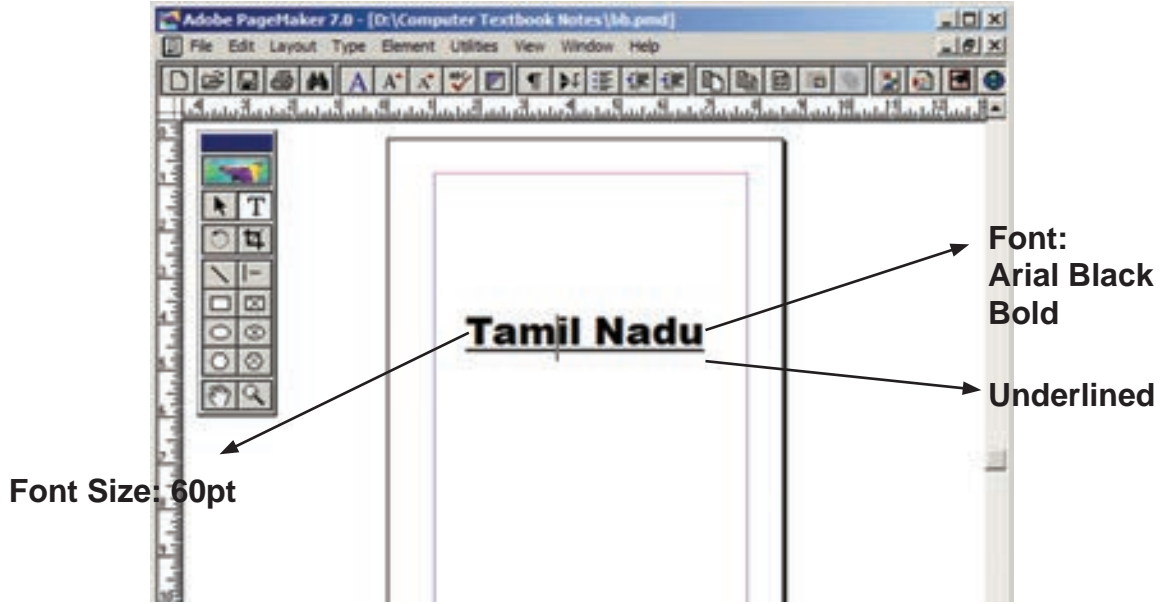 Adobe PageMaker 7.0 - [D:\Computer Textbook Notes\bb.pmd]
File Edit Layout Type Element Utilities View Window Help
T
Font:
Arial Black
Bold
Tamil Nadu
Underlined
Font Size: 60pt